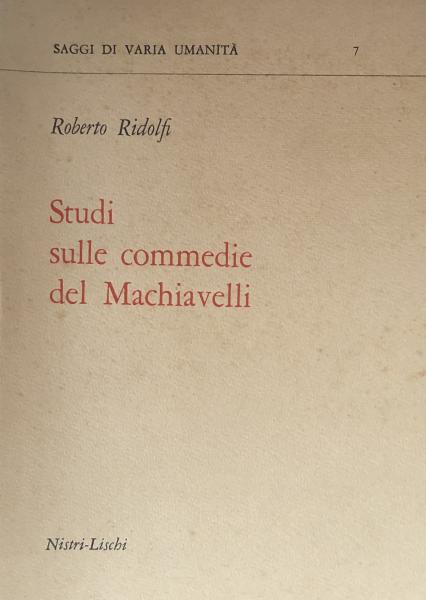 SAGGI DI VARIA UMANITÀ 7
Roberto Ridolfi
Studi
sulle commedie
del Machiavelli
Nistri-Lischi